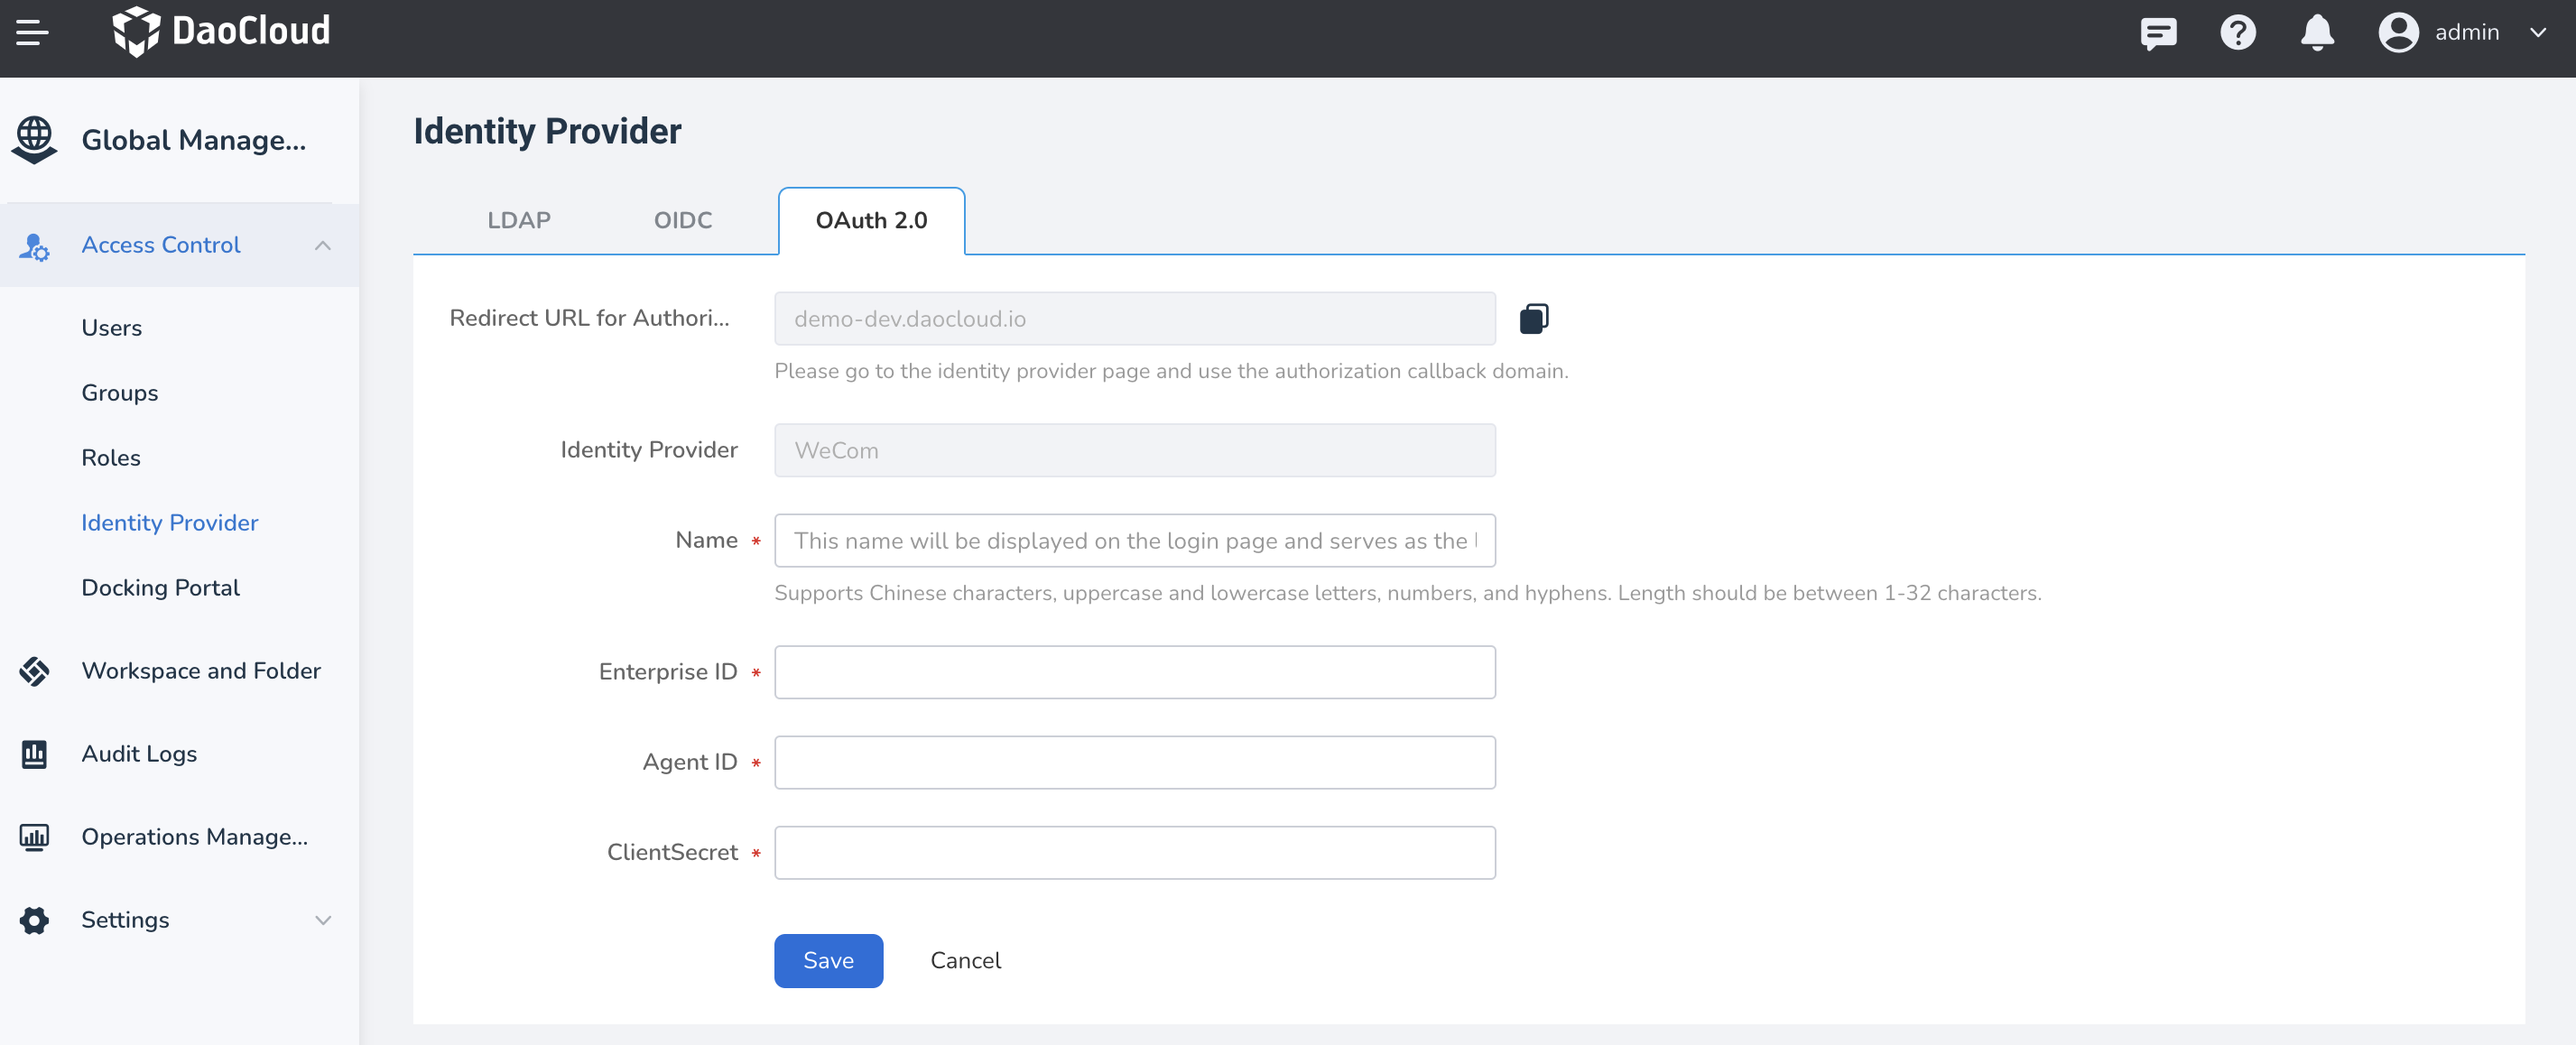 DaoCloud
admin
Global Manage...
Access Control
Users
Groups
Roles
Identity Provider
Docking Portal
Workspace and Folder
Audit Logs
Operations Manage...
Settings
Identity Provider
LDAP OIDC OAuth 2.0
Redirect URL for Authori... demo-dev.daocloud.io
Please go to the identity provider page and use the authorization callback domain.
Identity Provider WeCom
Name * This name will be displayed on the login page and serves as the
Supports Chinese characters, uppercase and lowercase letters, numbers, and hyphens. Length should be between 1-32 characters.
Enterprise ID *
Agent ID *
ClientSecret *
Save Cancel